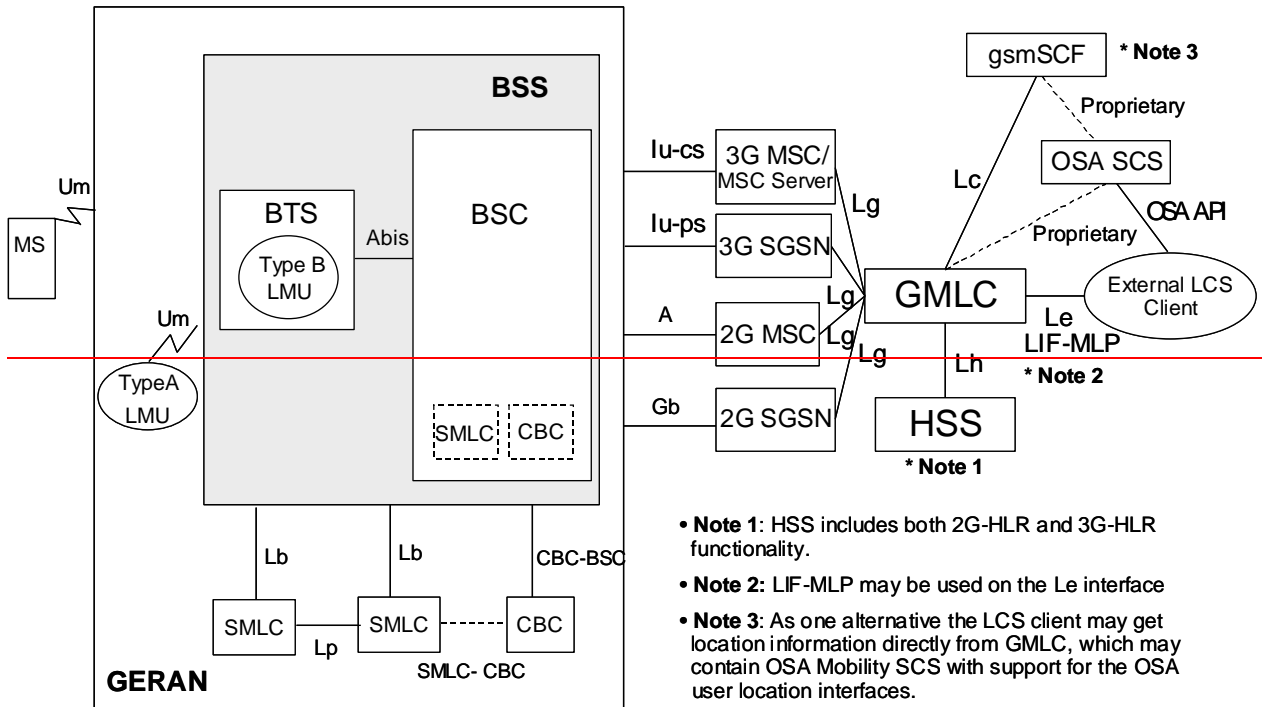 gsmSCF
* Note 3
BSS
Proprietary
Iu-cs
3G MSC/
MSC Server
OSA SCS
Um
Lc
Lg
OSA API
BTS
BSC
MS
Abis
Iu-ps
3G SGSN
Proprietary
Type B
LMU
GMLC
External LCS
Client
Um
A
2G MSC
Lg
Lg
Lg
Le
LIF-MLP
Lh
* Note 2
TypeA
LMU
Gb
2G SGSN
HSS
SMLC
CBC
* Note 1
• Note 1: HSS includes both 2G-HLR and 3G-HLR
functionality.
Lb
Lb
CBC-BSC
• Note 2: LIF-MLP may be used on the Le interface
SMLC
Lp
SMLC
CBC
SMLC- CBC
• Note 3: As one alternative the LCS client may get
location information directly from GMLC, which may
contain OSA Mobility SCS with support for the OSA
user location interfaces.
GERAN